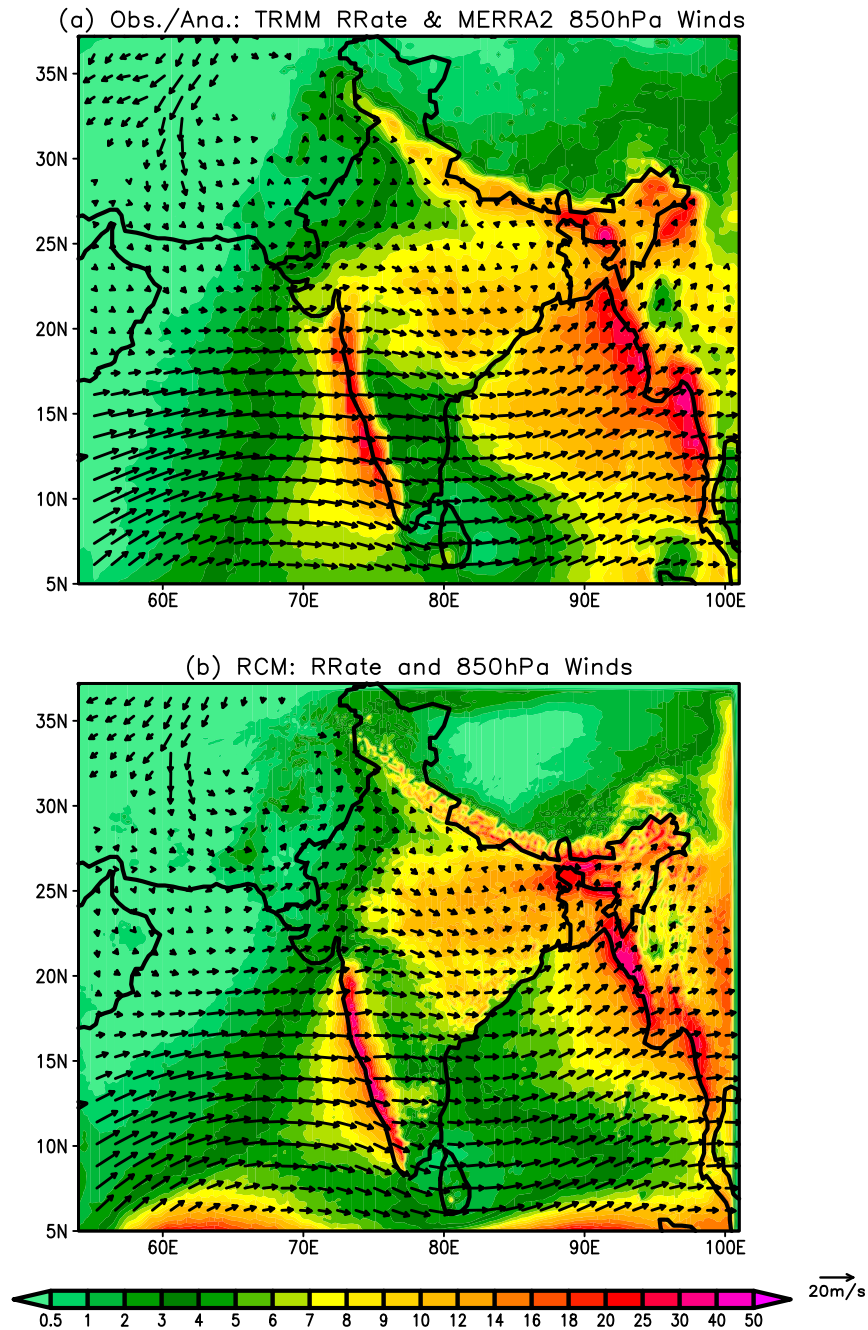 (a) Obs./Ana.: TRMM RRate & MERRA2 850hPa Winds
35N
30N
25N
20N
15N
10N
5N
60E 70E 80E 90E 100E
(b) RCM: RRate and 850hPa Winds
35N
30N
25N
20N
15N
10N
5N
60E 70E 80E 90E 100E
20m/s
0.5 1 2 3 4 5 6 7 8 9 10 12 14 16 18 20 25 30 40 50